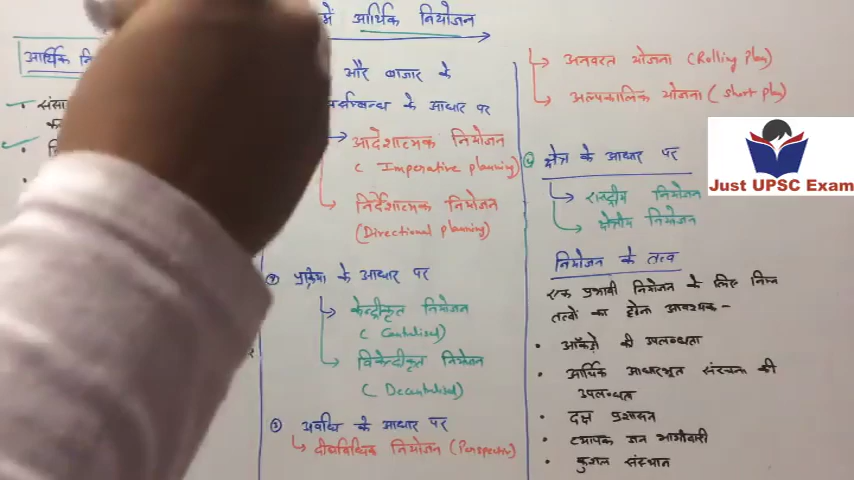 में आर्थिक नियोजन
आर्थिक नि
संसा
और बाजार के
के आधार पर
आदेशात्मक नियोजन
( Imperative planning)
निर्देशात्मक नियोजन
(Directional planning)
② प्रक्रिया के आधार पर
केन्द्रीकृत नियोजन
( Centralised)
विकेन्द्रीकृत नियोजन
( Decentralised)
③ अवधि के आधार पर
नियोजन (Perspective)
अनवरत योजना (Rolling Plan)
अल्पकालिक योजना ( short plan)
क्षेत्र के आधार पर
राष्ट्रीय नियोजन
क्षेत्रीय नियोजन
Just UPSC Exam
नियोजन के तत्व
एक प्रभावी नियोजन के लिए निम्न
तत्वों का होना आवश्यक -
• आँकड़े की उपलब्धता
• आर्थिक आधारभूत संरचना की
उपलब्धता
• दक्ष प्रशासन
• व्यापक जन भागीदारी
• कुशल संस्थान